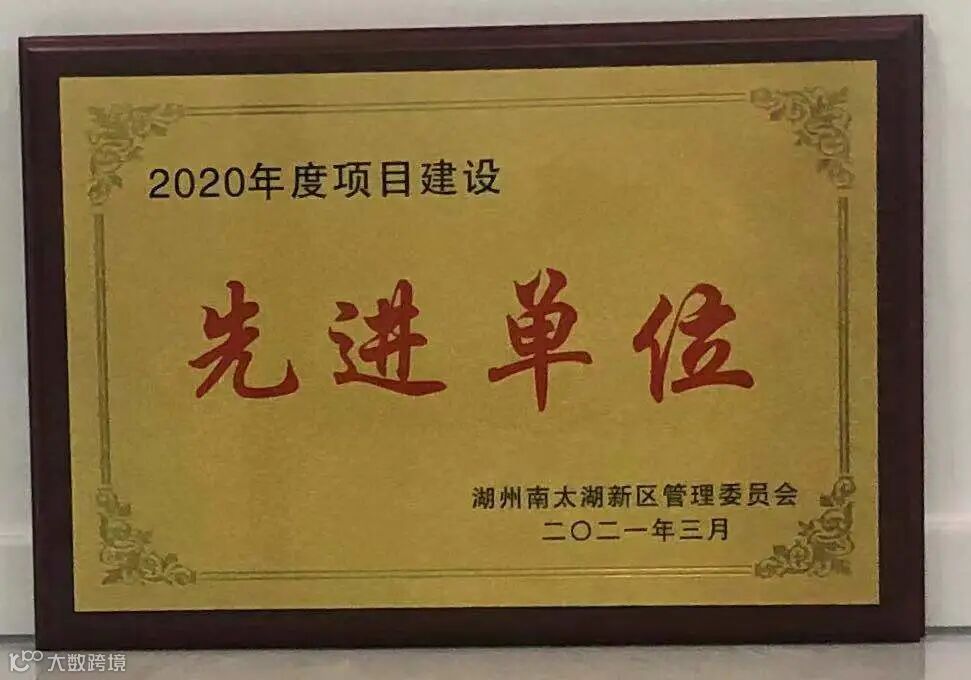 2020年度项目建设
先进单位
湖州南太湖新区管理委员会
二〇二一年三月
大数跨境